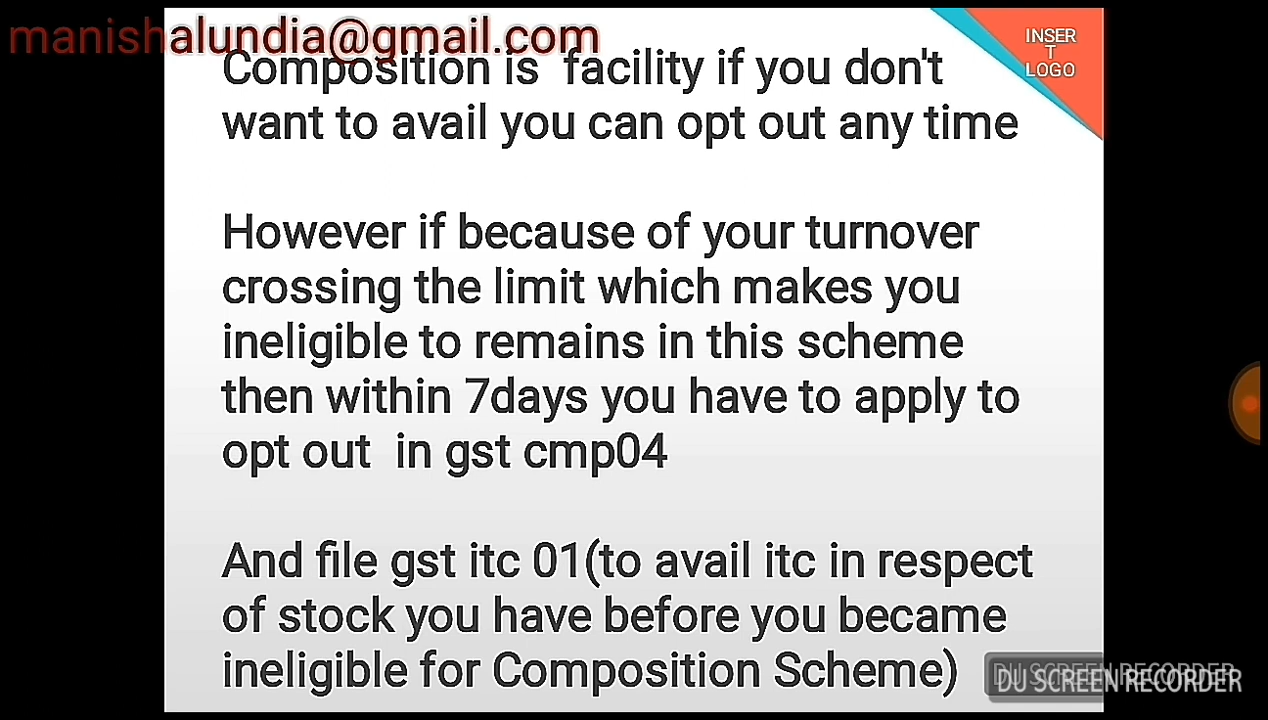 manishalundia@gmail.com
INSER
T
LOGO
Composition is facility if you don't
want to avail you can opt out any time
However if because of your turnover
crossing the limit which makes you
ineligible to remains in this scheme
then within 7days you have to apply to
opt out in gst cmp04
And file gst itc 01(to avail itc in respect
of stock you have before you became
ineligible for Composition Scheme)
DU SCREEN RECORDER
DU SCREEN RECORDER